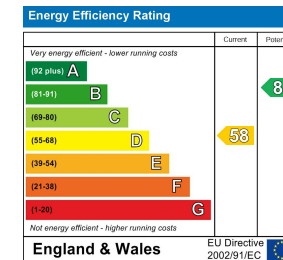 Energy Efficiency Rating
Current
Very energy efficient - lower running costs
(92 plus) A
(81-91) B
(69-80) C
(55-68) D
58
(39-54) E
(21-38) F
(1-20) G
Not energy efficient - higher running costs
England & Wales
EU Directive
2002/91/EC